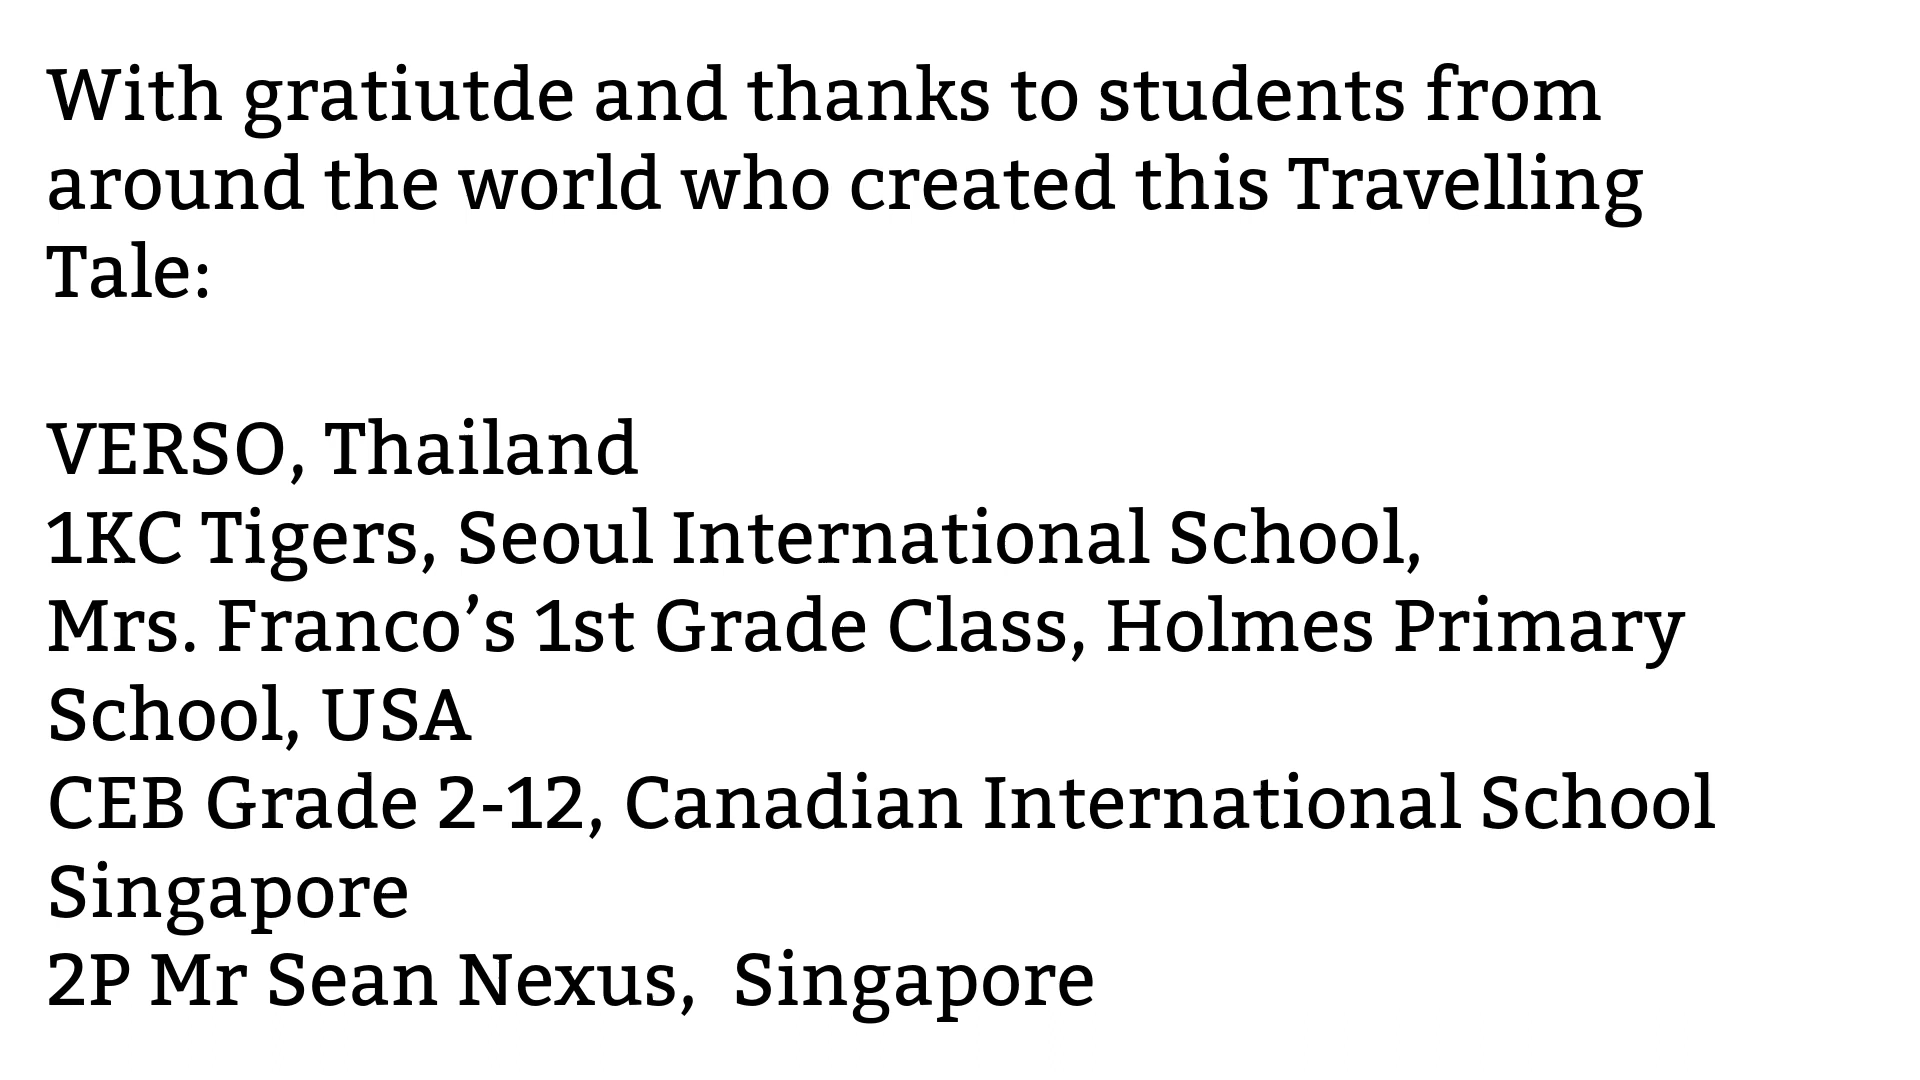 With gratiutde and thanks to students from
around the world who created this Travelling
Tale:
VERSO, Thailand
1KC Tigers, Seoul International School,
Mrs. Franco’s 1st Grade Class, Holmes Primary
School, USA
CEB Grade 2-12, Canadian International School
Singapore
2P Mr Sean Nexus,  Singapore